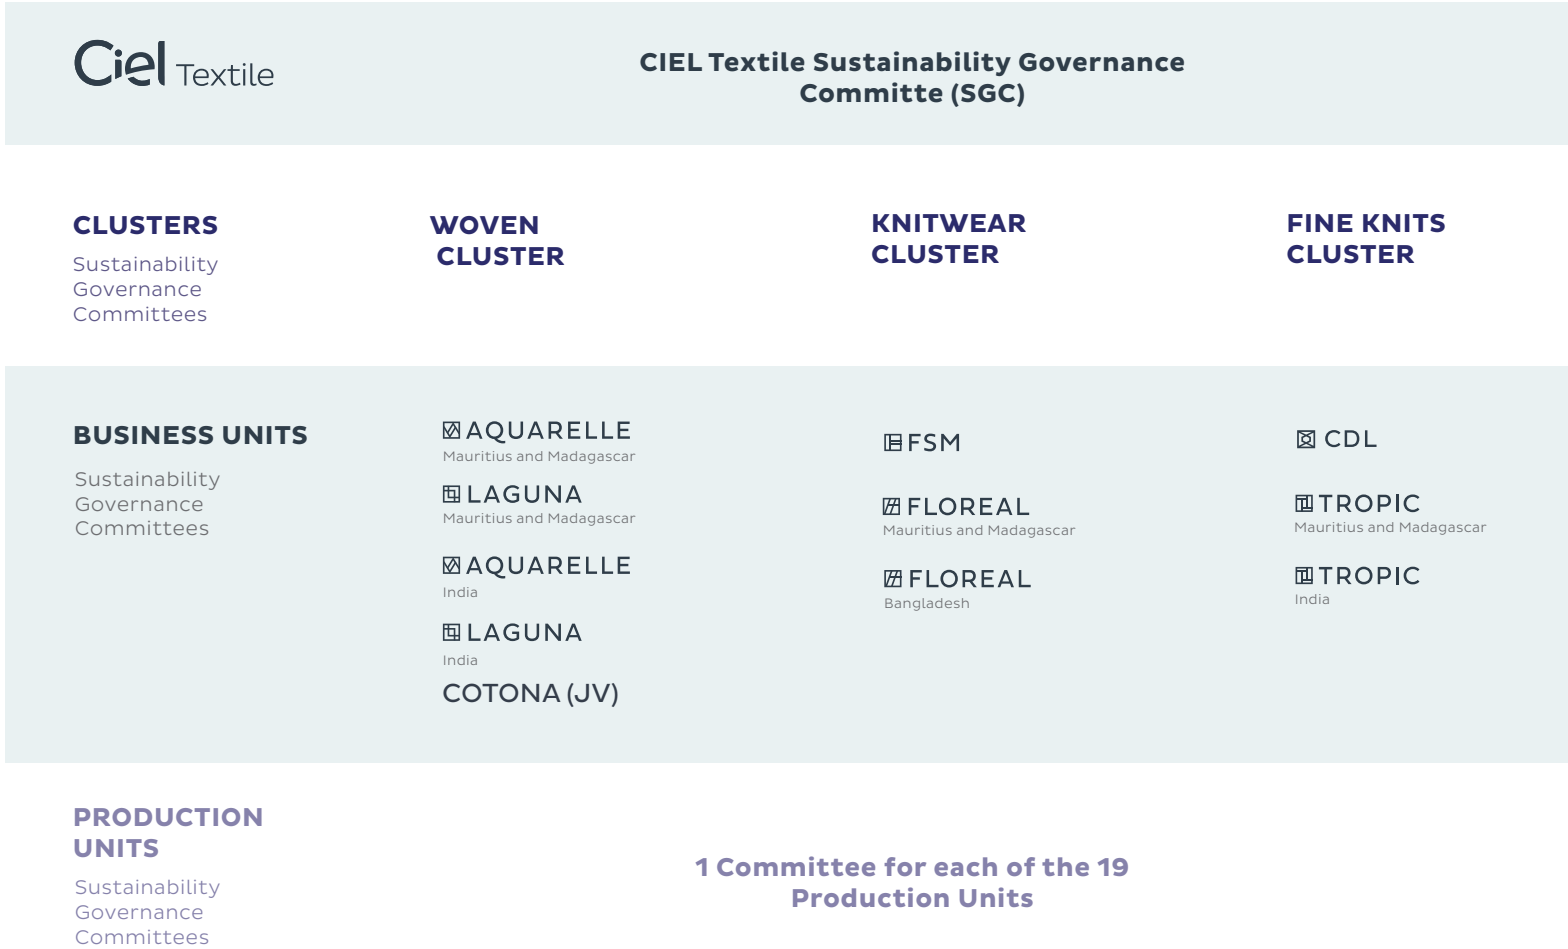 Ciel Textile
CIEL Textile Sustainability Governance
Committe (SGC)
CLUSTERS
Sustainability
Governance
Committees
WOVEN
CLUSTER
KNITWEAR
CLUSTER
FINE KNITS
CLUSTER
BUSINESS UNITS
Sustainability
Governance
Committees
AQUARELLE
Mauritius and Madagascar
LAGUNA
Mauritius and Madagascar
AQUARELLE
India
LAGUNA
India
COTONA (JV)
FSM
FLOREAL
Mauritius and Madagascar
FLOREAL
Bangladesh
CDL
TROPIC
Mauritius and Madagascar
TROPIC
India
PRODUCTION
UNITS
Sustainability
Governance
Committees
1 Committee for each of the 19
Production Units